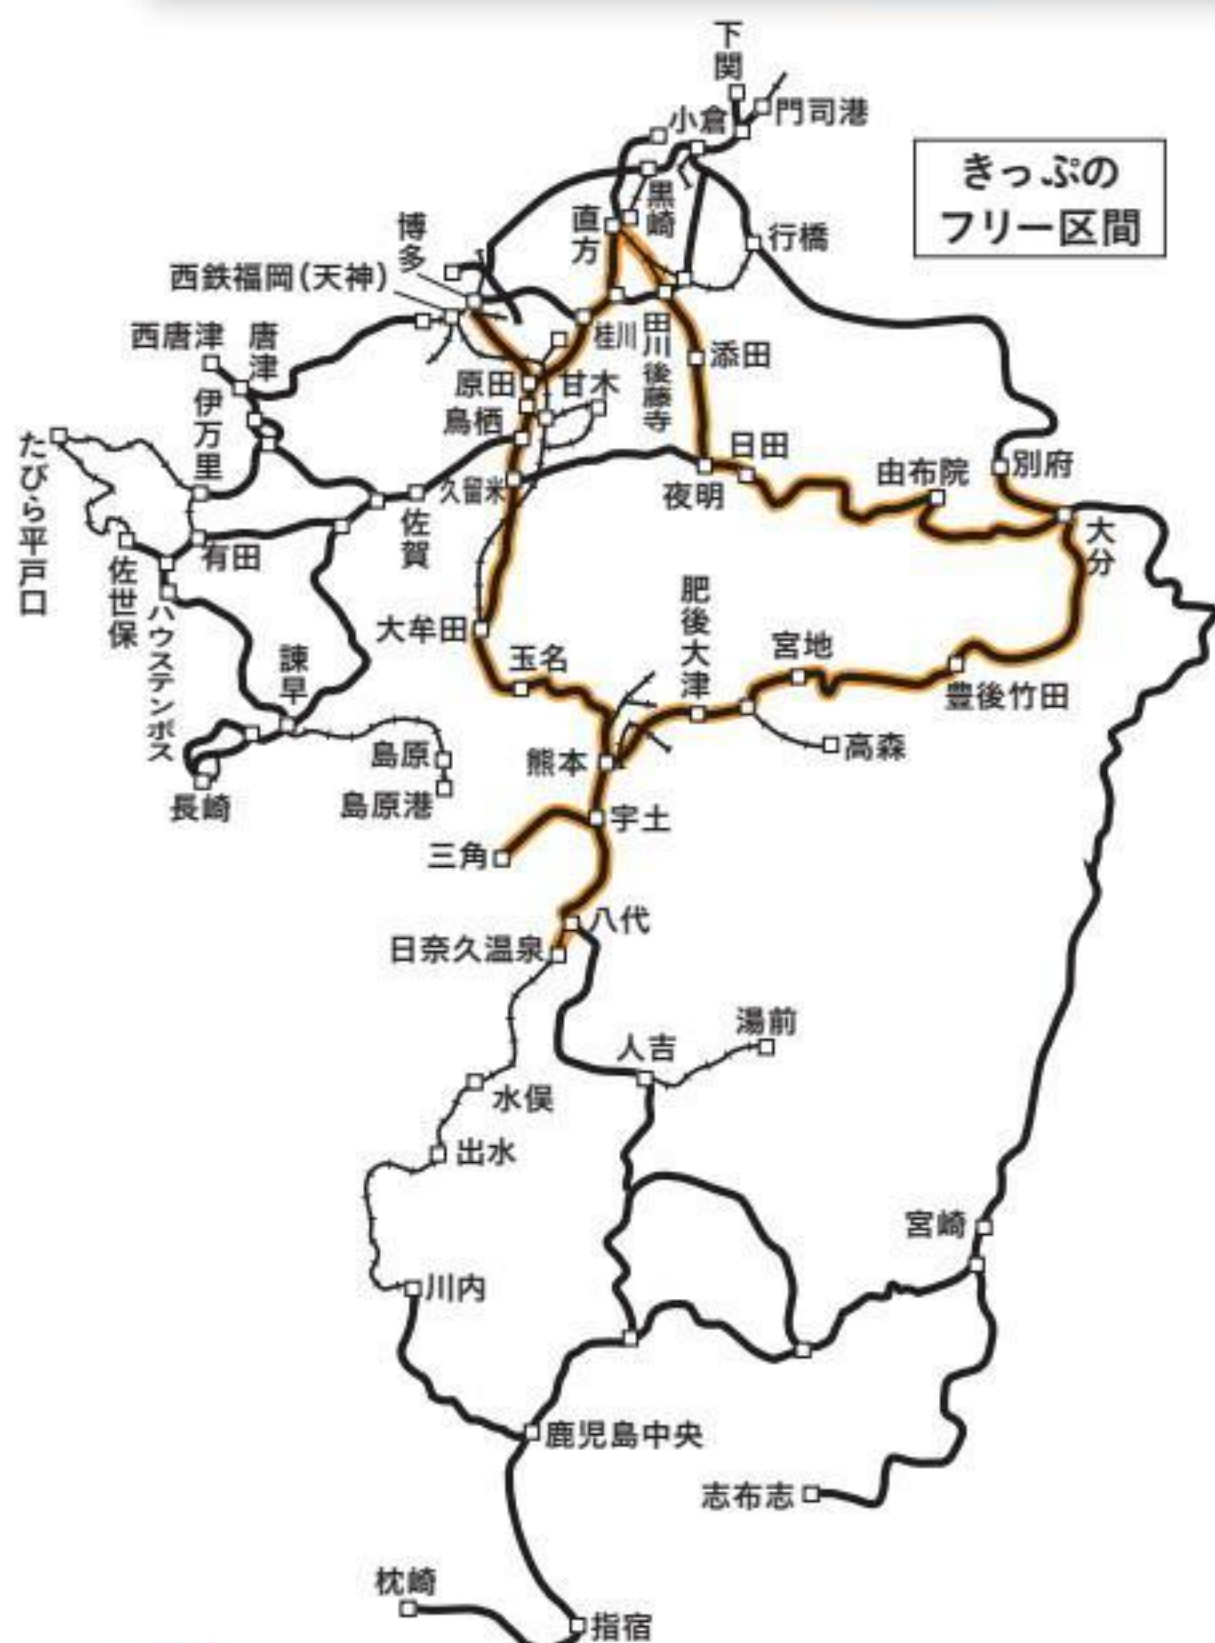 下関
門司港
小倉
きっぷの
フリー区間
黒崎
直方
行橋
博多
西鉄福岡(天神)
西唐津
唐津
桂川
田川後藤寺
添田
原田
甘木
伊万里
鳥栖
日田
別府
由布院
たびら平戸口
久留米
夜明
佐賀
大分
有田
佐世保
ハウステンボス
大牟田
肥後大津
玉名
宮地
諫早
豊後竹田
島原
熊本
高森
島原港
長崎
宇土
三角
八代
日奈久温泉
湯前
人吉
水俣
出水
宮崎
川内
鹿児島中央
志布志
枕崎
指宿